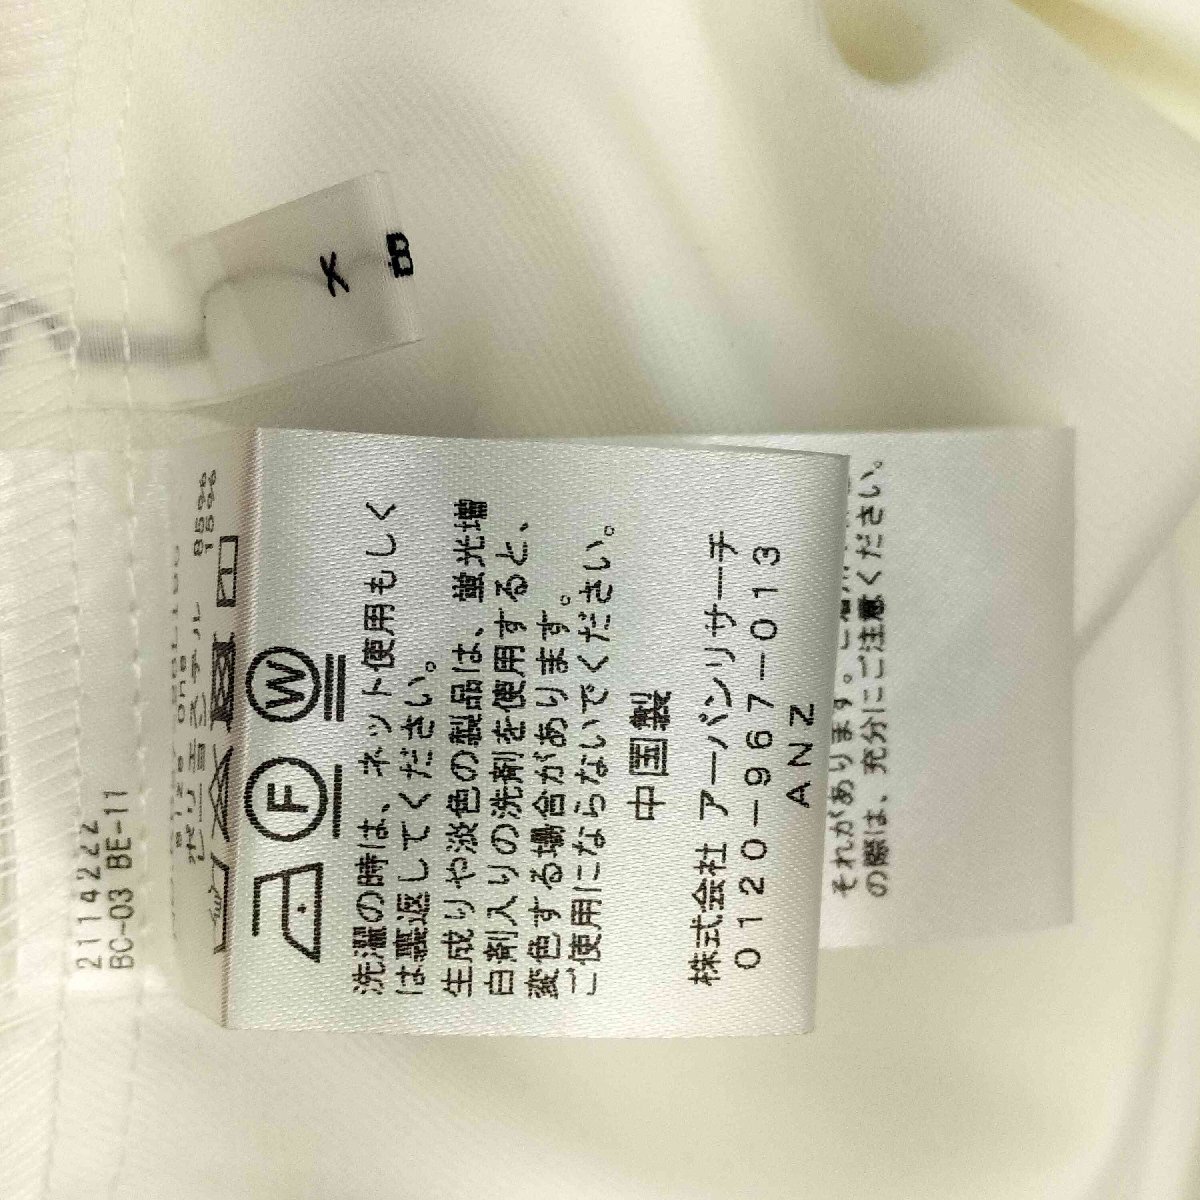 2114222
BC-03 BE-11
85%
15%
F
W
洗濯の時は、ネット使用もしく
は裏返してください。
生成りや淡色の製品は、蛍光増
白剤入りの洗剤を使用すると、
変色する場合があります。
ご使用にならないでください。
中国製
株式会社 アーバンリサーチ
0120-967-013
ANZ
それがあります。
の際は、充分にご注意ください。